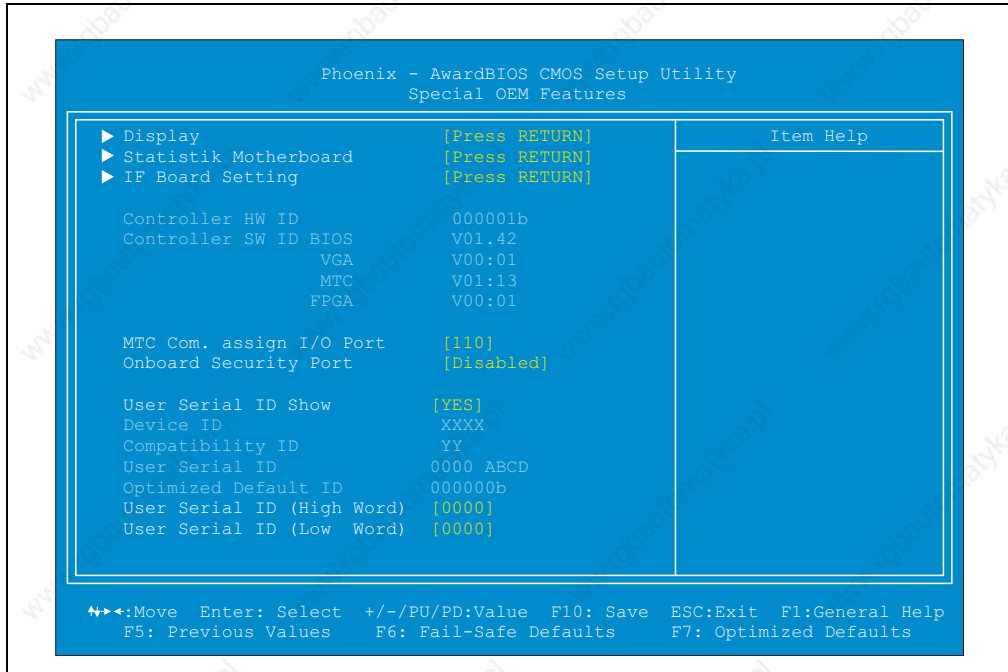 Phoenix - AwardBIOS CMOS Setup Utility
Special OEM Features
Display [Press RETURN] Item Help
Statistik Motherboard [Press RETURN]
IF Board Setting [Press RETURN]
Controller HW ID 000001b
Controller SW ID BIOS V01.42
VGA V00:01
MTC V01:13
FPGA V00:01
MTC Com. assign I/O Port [110]
Onboard Security Port [Disabled]
User Serial ID Show [YES]
Device ID XXXX
Compatibility ID YY
User Serial ID 0000 ABCD
Optimized Default ID 000000b
User Serial ID (High Word) [0000]
User Serial ID (Low Word) [0000]
:Move Enter: Select +/-/PU/PD:Value F10: Save ESC:Exit F1:General Help
F5: Previous Values F6: Fail-Safe Defaults F7: Optimized Defaults
www.rgbautomatyka.pl